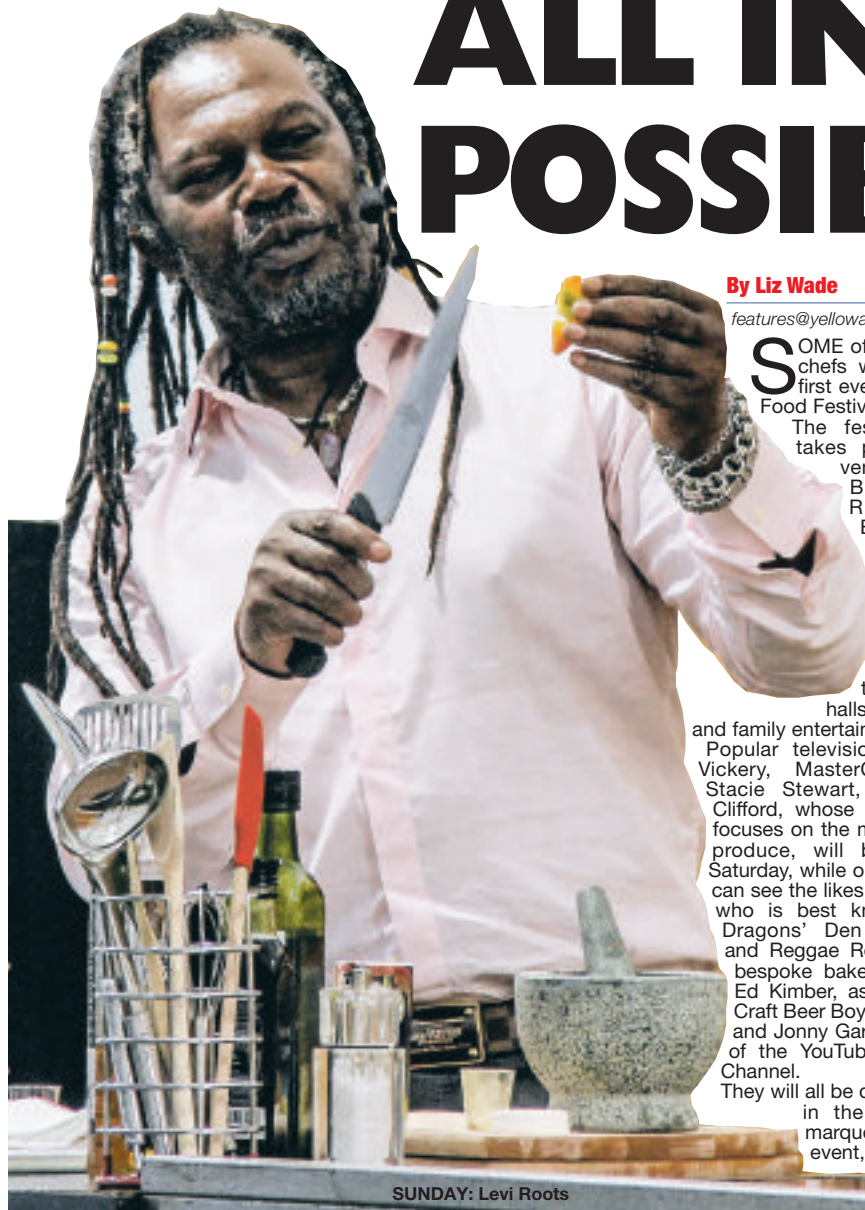 ALL IN
POSSIB
By Liz Wade
features@yellowa
SOME of
chefs w
first eve
Food Festiv
The fes
takes p
ver
B
R
E
t
halls
and family entertain
Popular televisio
Vickery, MasterC
Stacie Stewart,
Clifford, whose
focuses on the m
produce, will b
Saturday, while o
can see the likes
who is best kn
Dragons' Den
and Reggae Re
bespoke bake
Ed Kimber, as
Craft Beer Boy
and Jonny Gar
of the YouTub
Channel.
They will all be c
in the
marque
event,
SUNDAY: Levi Roots